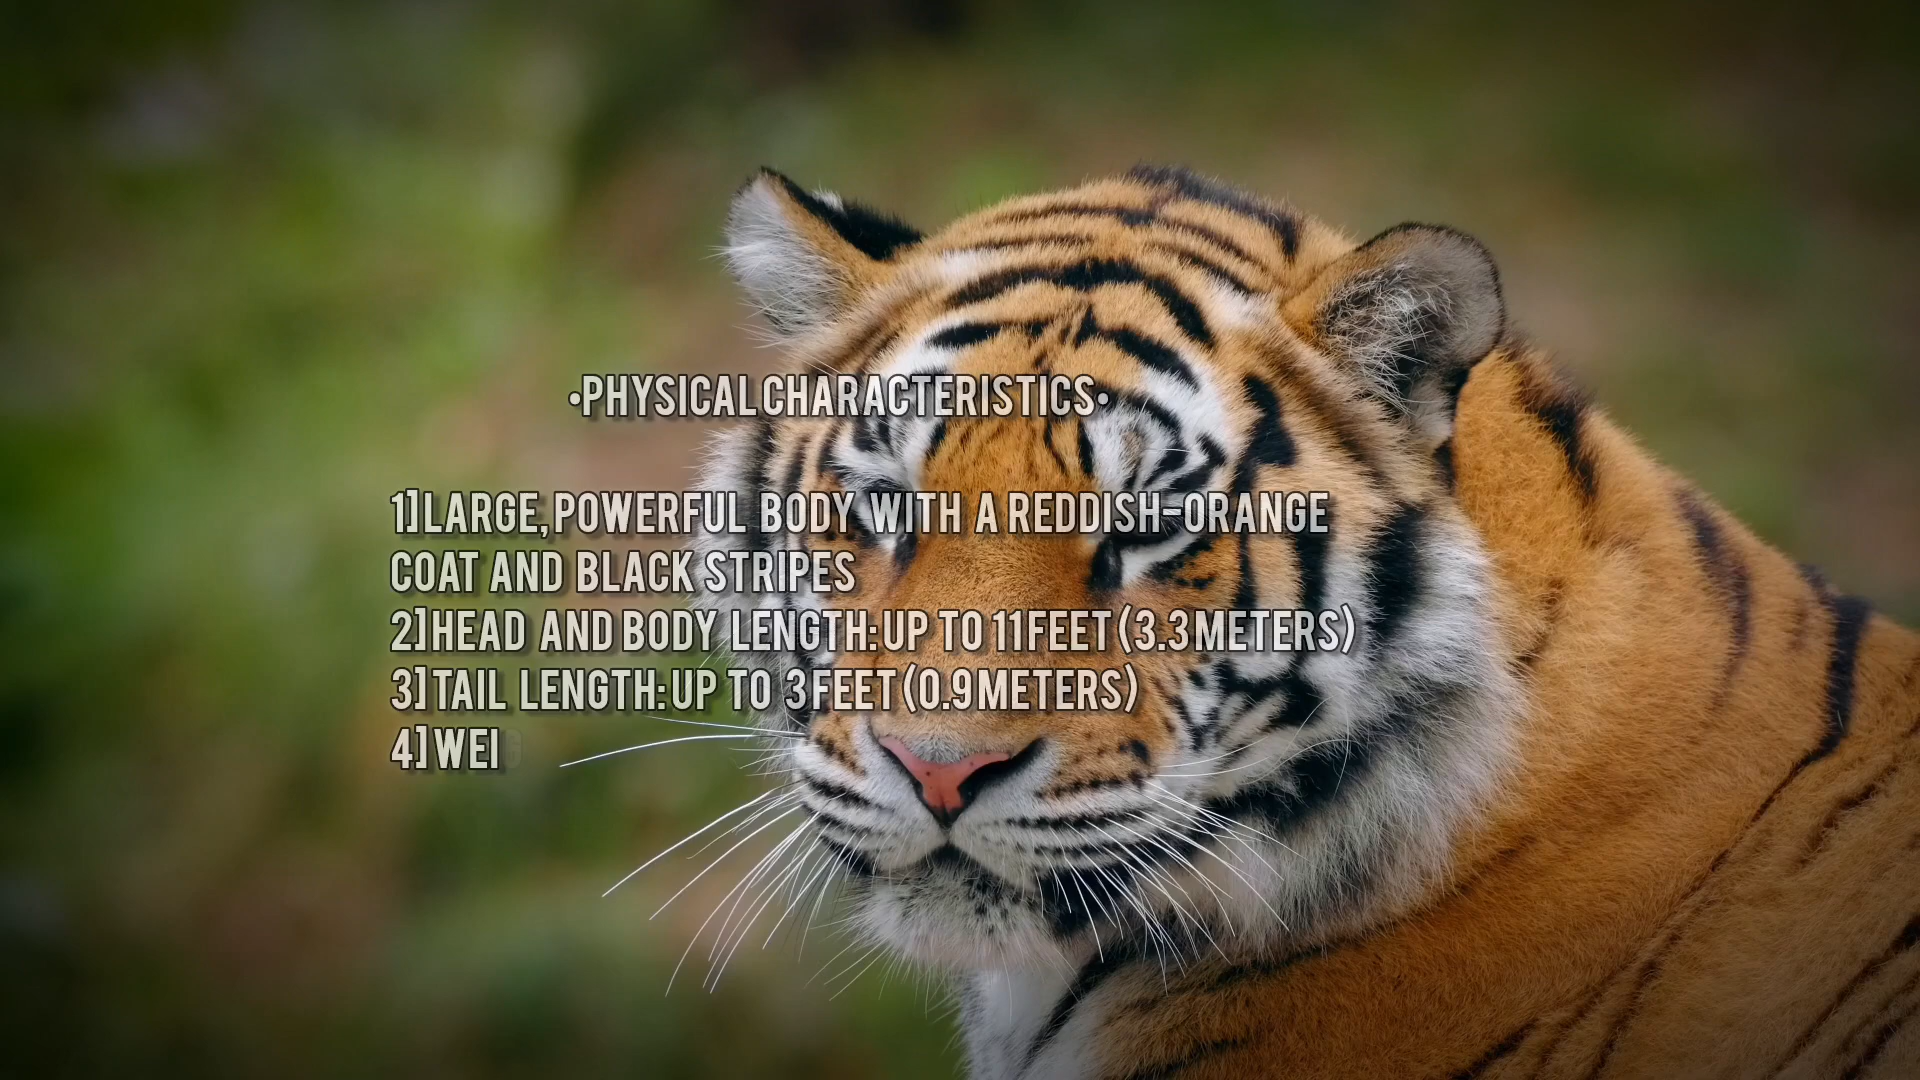 •PHYSICAL CHARACTERISTICS•
1] LARGE, POWERFUL BODY WITH A REDDISH-ORANGE
COAT AND BLACK STRIPES
2] HEAD AND BODY LENGTH: UP TO 11 FEET (3.3 METERS)
3] TAIL LENGTH: UP TO 3 FEET (0.9 METERS)
4] WEIG